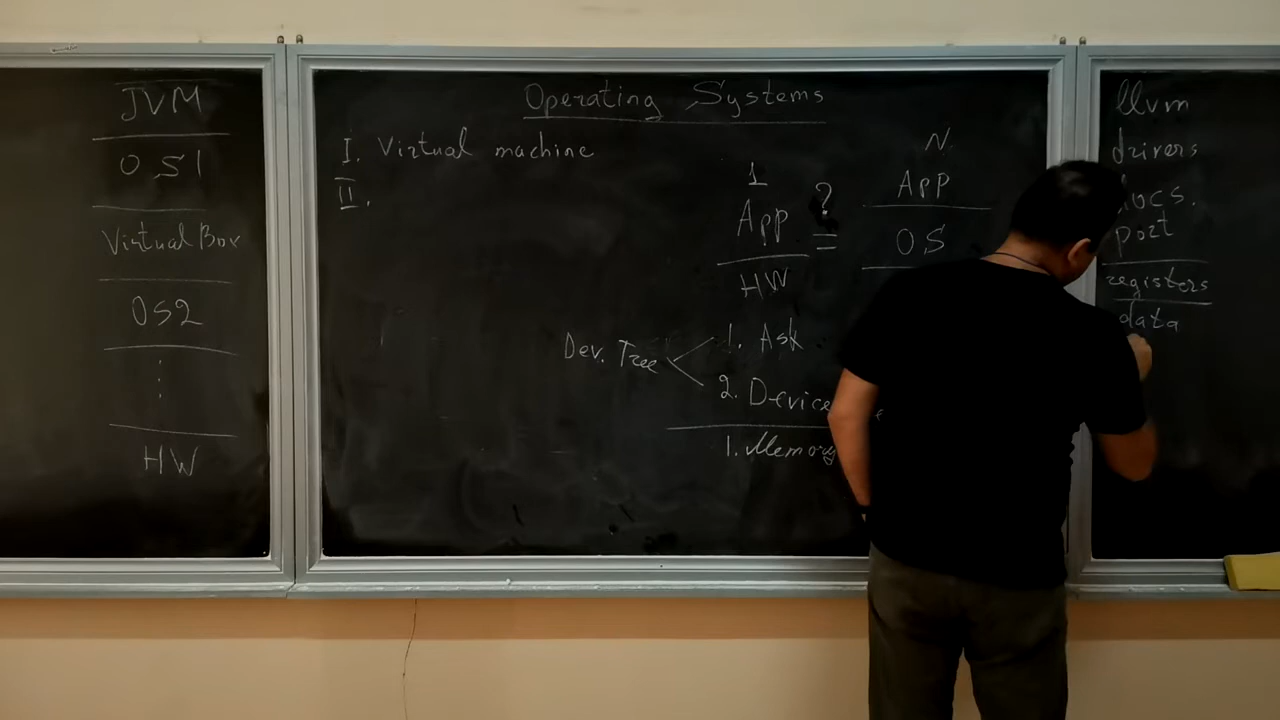 JVM
OS1
VirtualBox
OS2
HW
Operating Systems
I. Virtual machine
II.
1
App
HW
?
=
N
App
OS
Dev. Tree
1. Ask
2. Device
1. Memory
llvm
drivers
docs.
port
registers
data